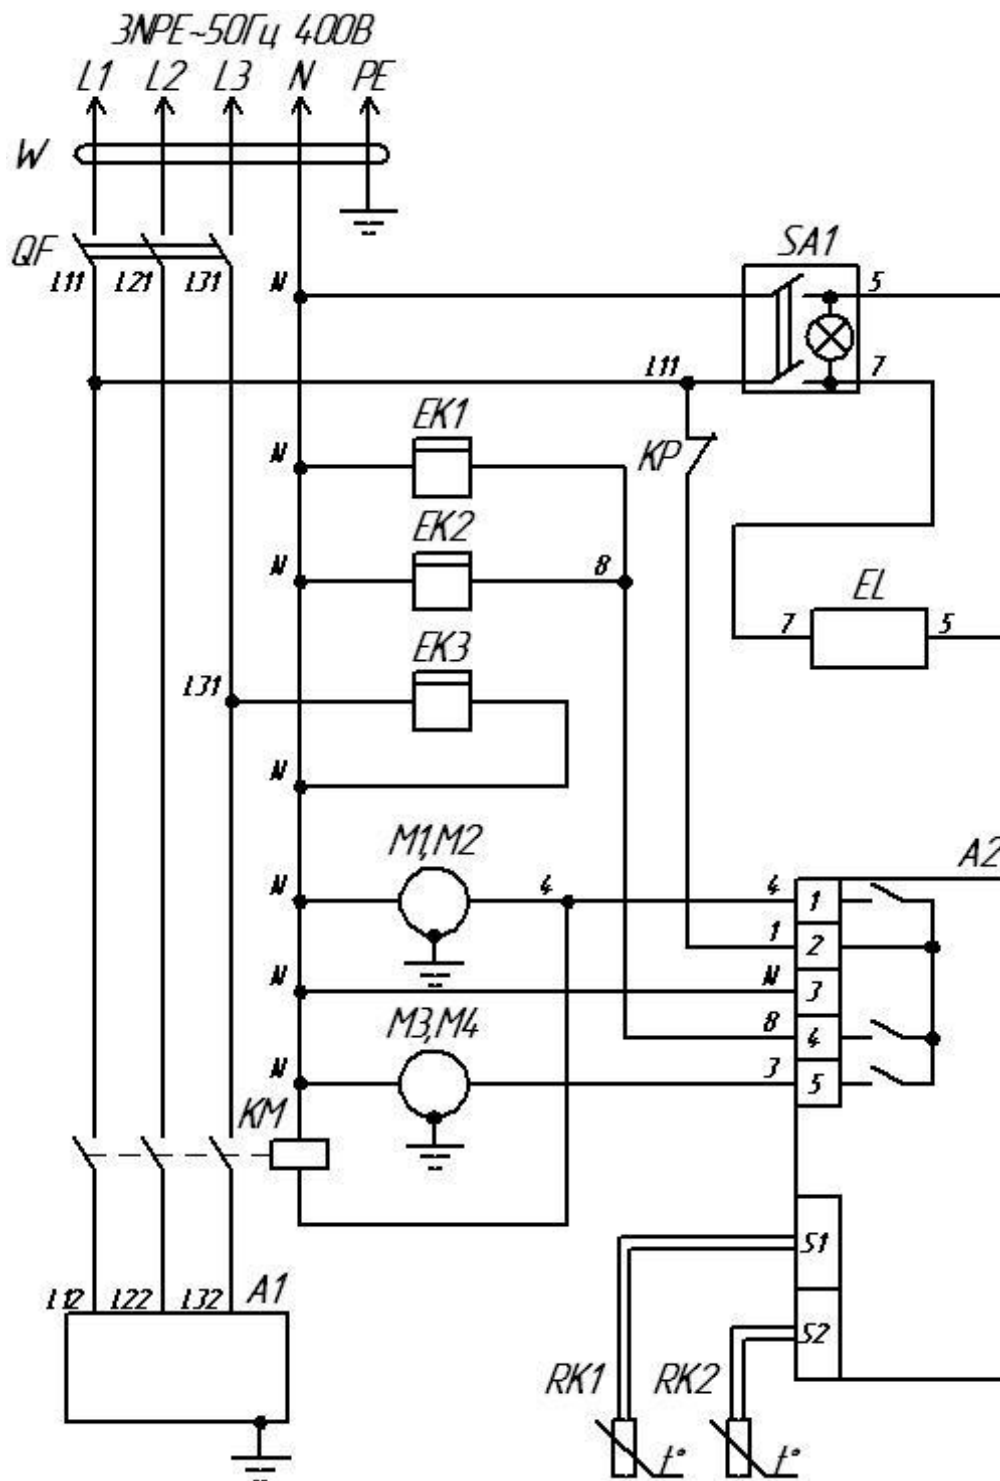 3NPE~50Гц 400В
L1 L2 L3 N PE
W
QF
L11 L21 L31 N
SA1
5
L11 7
EK1
N
KP
EK2
N 8
EL
7 5
EK3
L31
N
M1,M2
A2
N 4 4 1
1 2
N N 3
M3,M4
8 4
N 3 5
KM
S1
L12 L22 L32 A1
S2
RK1 RK2
t° t°